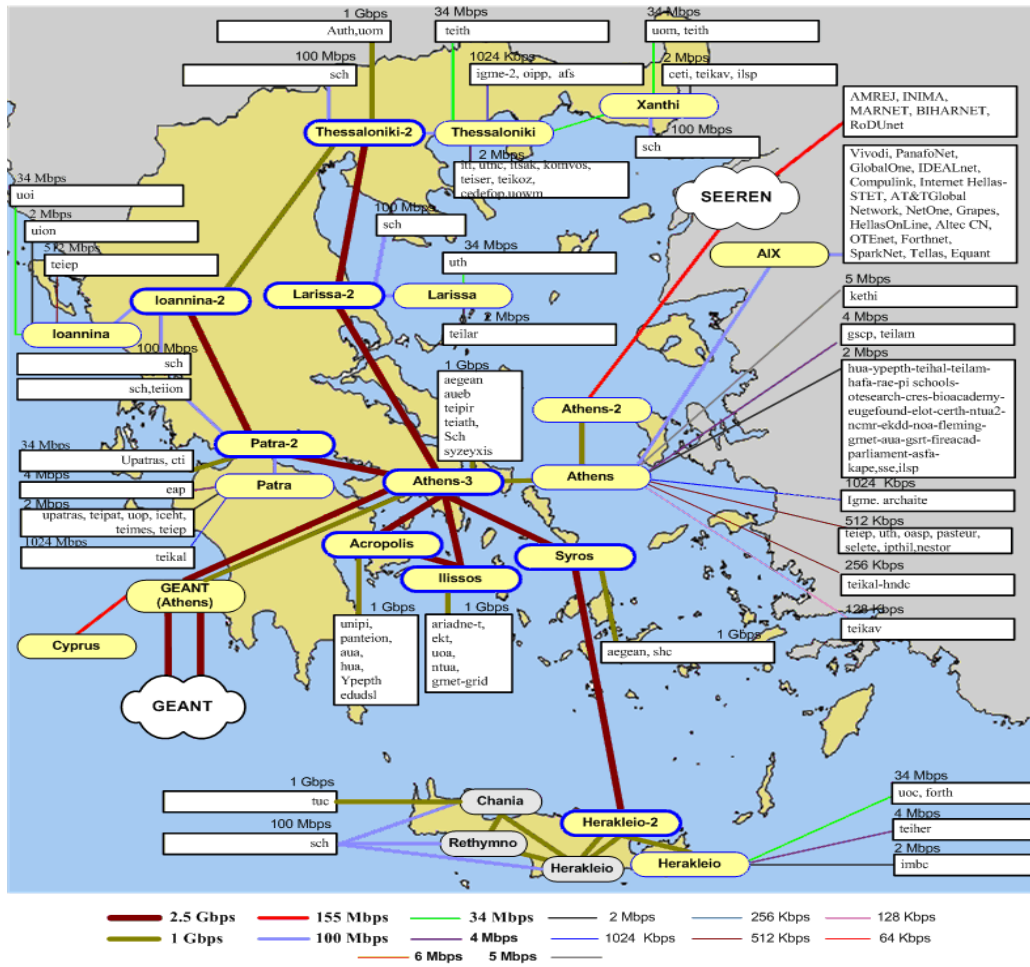 1 Gbps
Auth,uom
34 Mbps
teith
34 Mbps
uom, teith
100 Mbps
sch
1024 Kbps
igme-2, oipp, afs
2 Mbps
ceti, teikav, ilsp
Xanthi
Thessaloniki-2
Thessaloniki
100 Mbps
sch
AMREJ, INIMA,
MARNET, BIHARNET,
RoDUnet
2 Mbps
itsak, komvos,
teiser, teikoz,
cedefop,uowm
34 Mbps
uoi
2 Mbps
uion
512 Mbps
teiep
100 Mbps
sch
SEEREN
Vivodi, PanafoNet,
GlobalOne, IDEALnet,
Compulink, Internet Hellas-
STET, AT&TGlobal
Network, NetOne, Grapes,
HellasOnLine, Altec CN,
OTEnet, Forthnet,
SparkNet, Tellas, Equant
AIX
34 Mbps
uth
Ioannina-2
Larissa-2
Larissa
Ioannina
2 Mbps
teilar
5 Mbps
kethi
4 Mbps
gscp, teilam
100 Mbps
sch
sch,teiion
1 Gbps
aegean
aueb
teipir
teiath,
Sch
syzeyxis
2 Mbps
hua-ypepth-teihal-teilam-
hafa-rae-pi schools-
otesearch-cres-bioacademy-
eugefound-elot-certh-ntua2-
ncmr-ekdd-noa-fleming-
grnet-aua-gsrt-fireacad-
parliament-asfa-
kape,sse,ilsp
Athens-2
Patra-2
34 Mbps
Upatras, cti
4 Mbps
eap
Patra
Athens-3
Athens
2 Mbps
upatras, teipat, uop, iceht,
teimes, teiep
1024 Mbps
teikal
1024 Kbps
Igme. archaite
512 Kbps
teiep, uth, oasp, pasteur,
selete, ipthil,nestor
256 Kbps
teikal-hndc
128 Kbps
teikav
Acropolis
Syros
Ilissos
GEANT
(Athens)
Cyprus
1 Gbps
unipi,
panteion,
aua,
hua,
Ypepth
edudsl
1 Gbps
ariadne-t,
ekt,
uoa,
ntua,
grnet-grid
1 Gbps
aegean, shc
GEANT
1 Gbps
tuc
Chania
100 Mbps
sch
Rethymno
Herakleio-2
Herakleio
Herakleio
34 Mbps
uoc, forth
4 Mbps
teiher
2 Mbps
imbc
2.5 Gbps 155 Mbps 34 Mbps 2 Mbps 256 Kbps 128 Kbps
1 Gbps 100 Mbps 4 Mbps 1024 Kbps 512 Kbps 64 Kbps
6 Mbps 5 Mbps